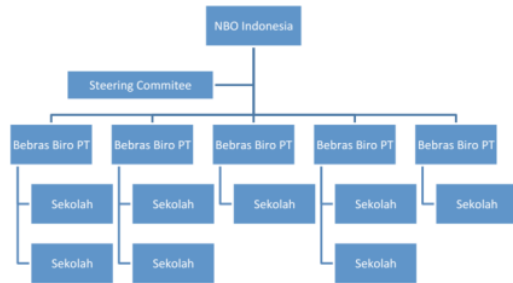 NBO Indonesia
Steering Commitee
Bebras Biro PT
Bebras Biro PT
Bebras Biro PT
Bebras Biro PT
Bebras Biro PT
Sekolah
Sekolah
Sekolah
Sekolah
Sekolah
Sekolah
Sekolah
Sekolah